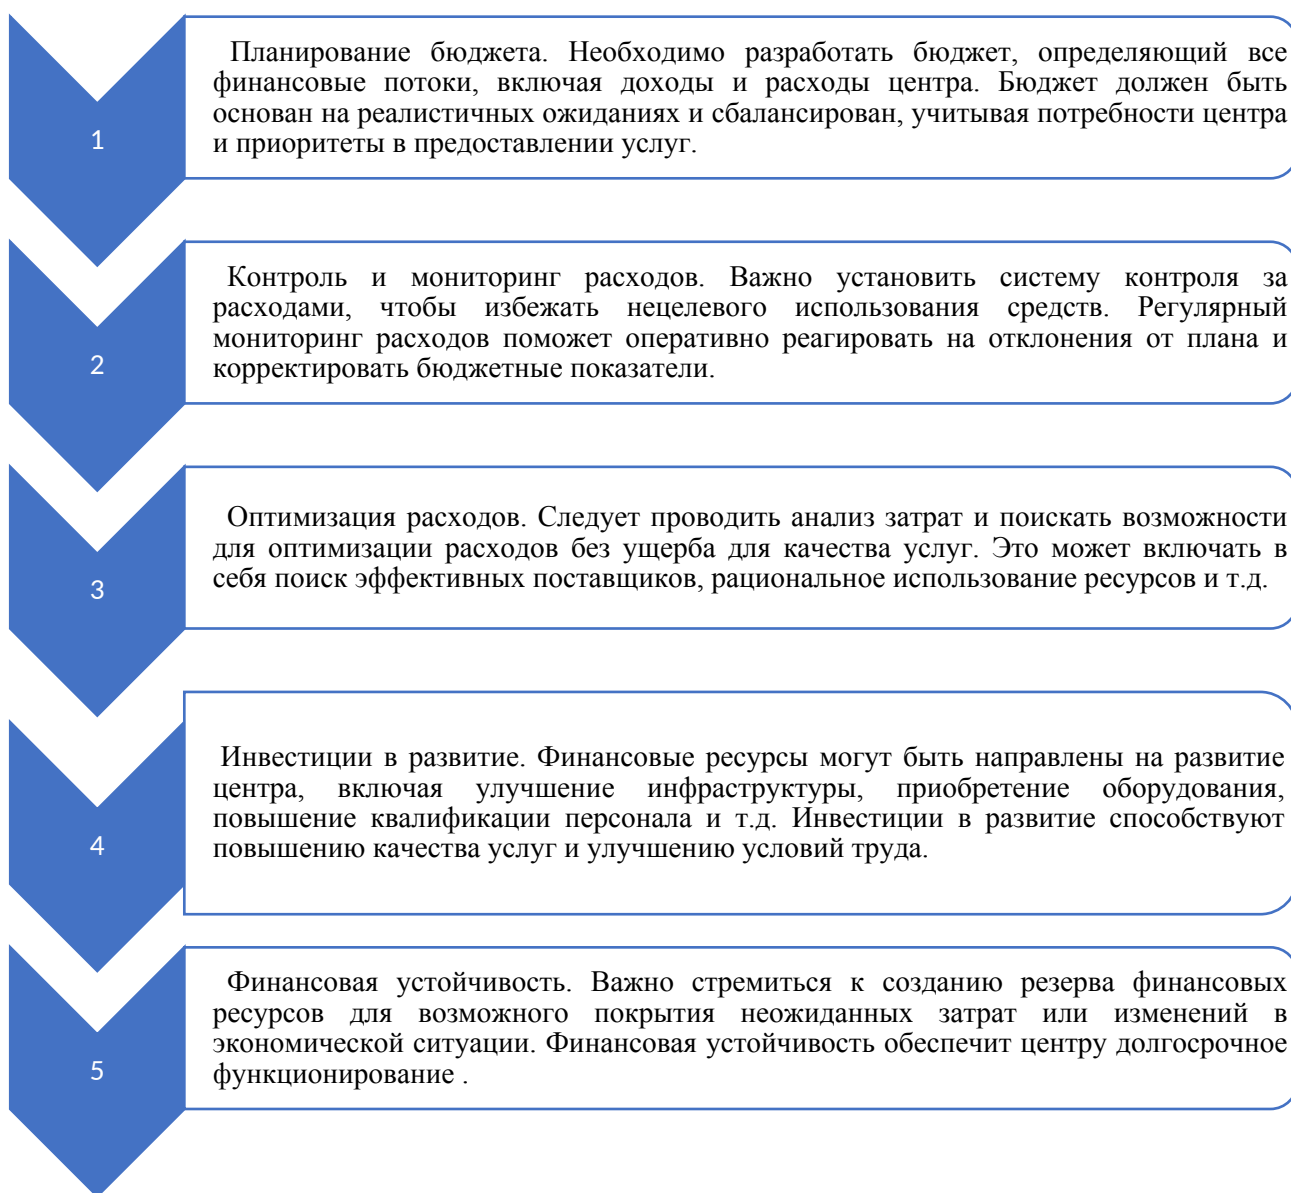 1
Планирование бюджета. Необходимо разработать бюджет, определяющий все
финансовые потоки, включая доходы и расходы центра. Бюджет должен быть
основан на реалистичных ожиданиях и сбалансирован, учитывая потребности центра
и приоритеты в предоставлении услуг.
2
Контроль и мониторинг расходов. Важно установить систему контроля за
расходами, чтобы избежать нецелевого использования средств. Регулярный
мониторинг расходов поможет оперативно реагировать на отклонения от плана и
корректировать бюджетные показатели.
3
Оптимизация расходов. Следует проводить анализ затрат и поискать возможности
для оптимизации расходов без ущерба для качества услуг. Это может включать в
себя поиск эффективных поставщиков, рациональное использование ресурсов и т.д.
4
Инвестиции в развитие. Финансовые ресурсы могут быть направлены на развитие
центра, включая улучшение инфраструктуры, приобретение оборудования,
повышение квалификации персонала и т.д. Инвестиции в развитие способствуют
повышению качества услуг и улучшению условий труда.
5
Финансовая устойчивость. Важно стремиться к созданию резерва финансовых
ресурсов для возможного покрытия неожиданных затрат или изменений в
экономической ситуации. Финансовая устойчивость обеспечит центру долгосрочное
функционирование .